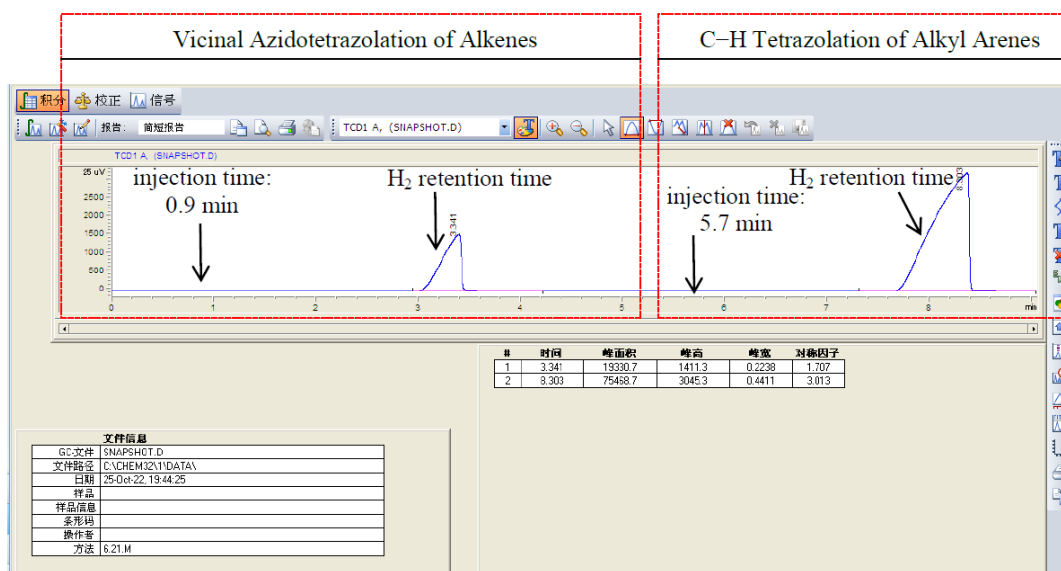 Vicinal Azidotetrazolation of Alkenes
C−H Tetrazolation of Alkyl Arenes
积分 校正 信号
报告: 简短报告
TCD1 A, (SNAPSHOT.D)
TCD1 A, (SNAPSHOT.D)
25 uV
2500
2000
1500
1000
500
0
injection time:
0.9 min
H₂ retention time
3.341
injection time:
5.7 min
H₂ retention time
8.303
0 1 2 3 4 5 6 7 8 min
# 时间 峰面积 峰高 峰宽 对称因子
1 3.341 19330.7 1411.3 0.2238 1.707
2 8.303 75468.7 3045.3 0.4411 3.013
文件信息
GC-文件 SNAPSHOT.D
文件路径 C:\CHEM32\1\DATA\
日期 25-Oct-22, 19:44:25
样品
样品信息
条形码
操作者
方法 6.21.M